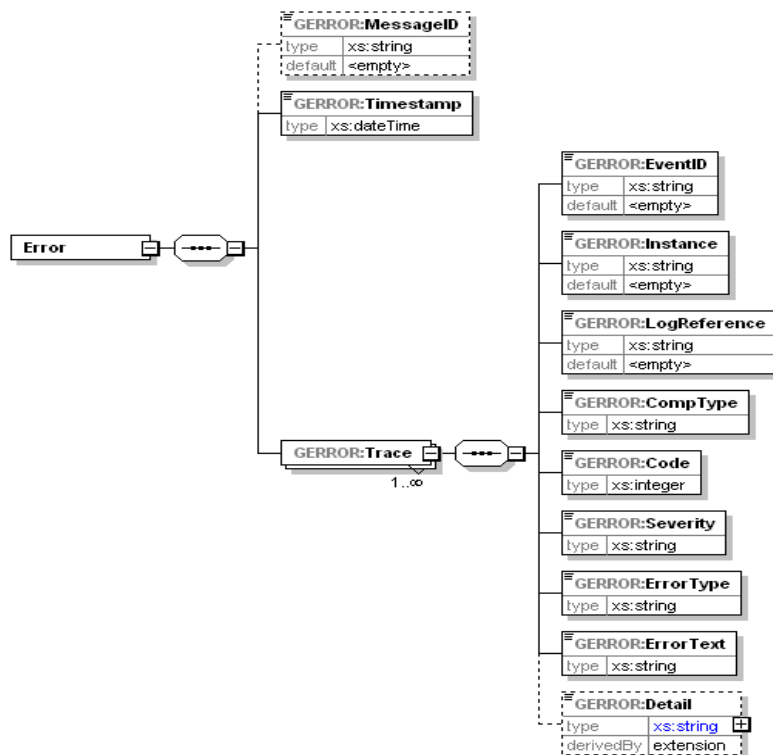 GERROR:MessageID
type xs:string
default <empty>
GERROR:Timestamp
type xs:dateTime
Error
GERROR:Trace
1..∞
GERROR:EventID
type xs:string
default <empty>
GERROR:Instance
type xs:string
default <empty>
GERROR:LogReference
type xs:string
default <empty>
GERROR:CompType
type xs:string
GERROR:Code
type xs:integer
GERROR:Severity
type xs:string
GERROR:ErrorType
type xs:string
GERROR:ErrorText
type xs:string
GERROR:Detail
type xs:string
derivedBy extension